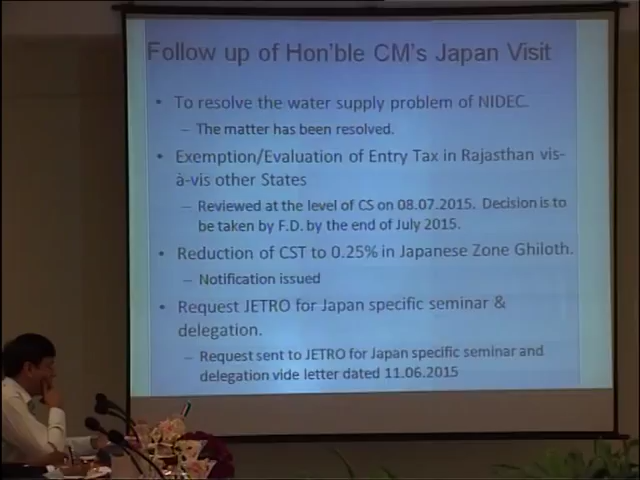 Follow up of Hon'ble CM's Japan Visit
• To resolve the water supply problem of NIDEC.
– The matter has been resolved.
• Exemption/Evaluation of Entry Tax in Rajasthan vis-
à-vis other States
– Reviewed at the level of CS on 08.07.2015. Decision is to
be taken by F.D. by the end of July 2015.
• Reduction of CST to 0.25% in Japanese Zone Ghiloth.
– Notification issued
• Request JETRO for Japan specific seminar &
delegation.
– Request sent to JETRO for Japan specific seminar and
delegation vide letter dated 11.06.2015